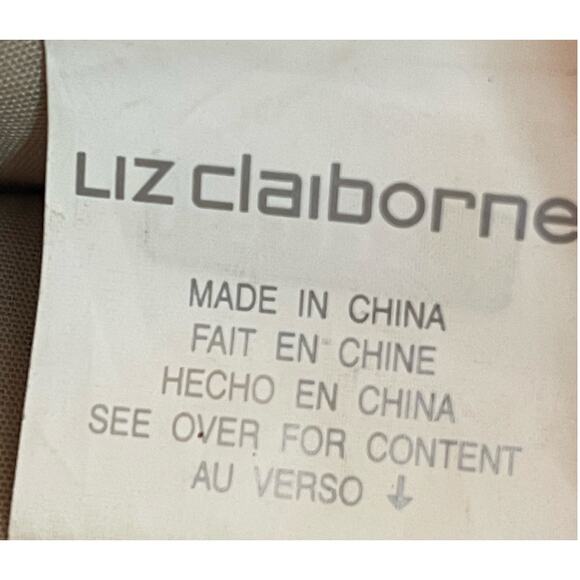 LIZ claiborne
MADE IN CHINA
FAIT EN CHINE
HECHO EN CHINA
SEE OVER FOR CONTENT
AU VERSO ↓